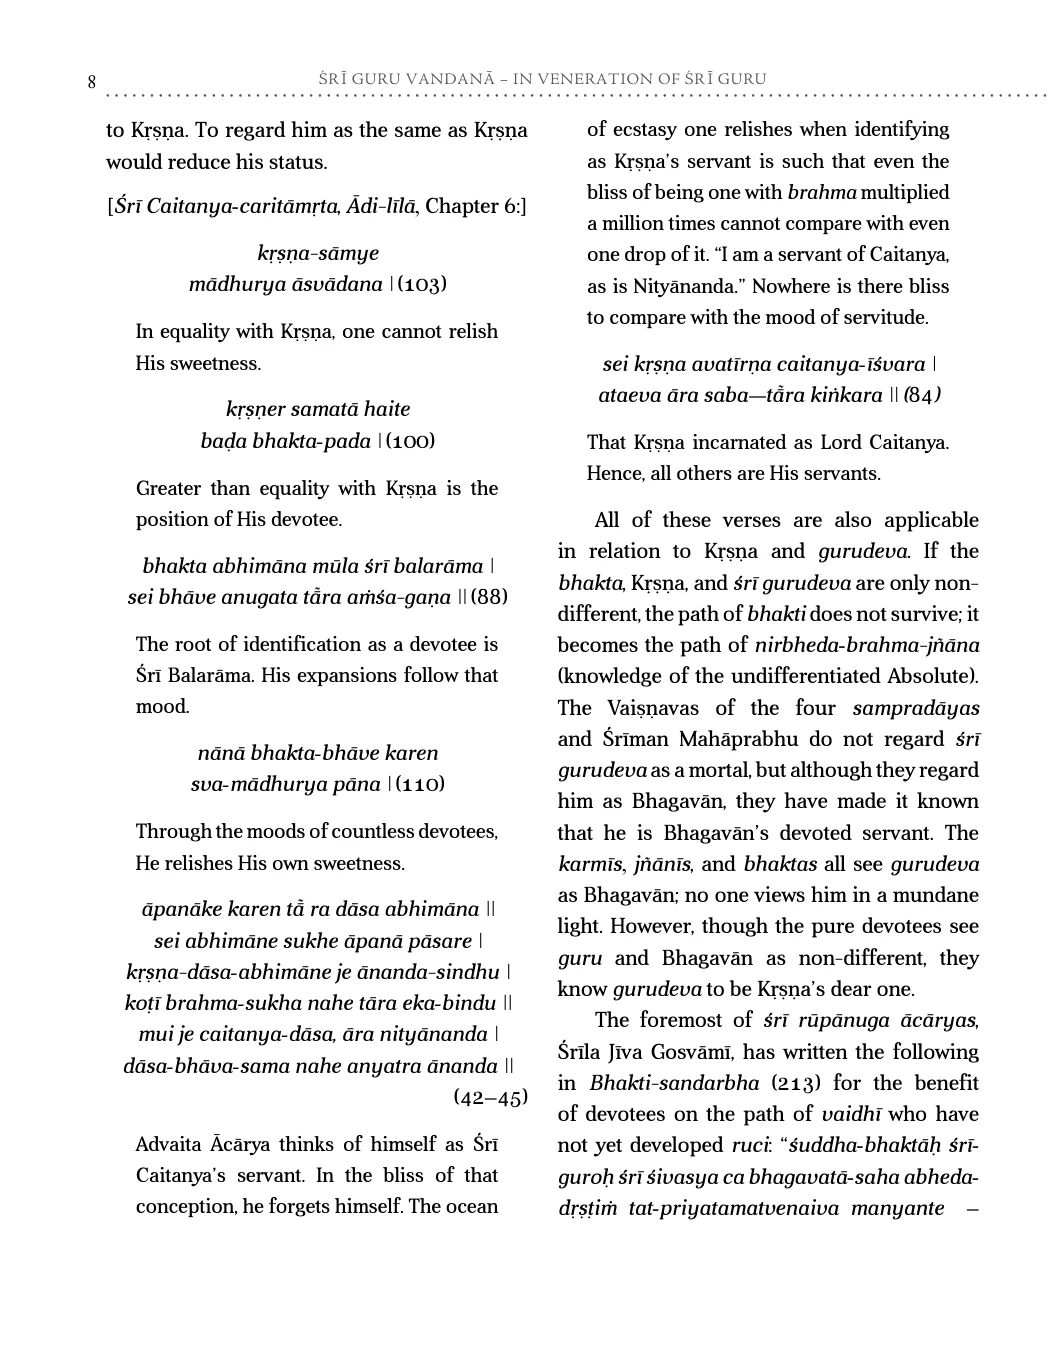 8
ŚRĪ GURU VANDANĀ – IN VENERATION OF ŚRĪ GURU
to Kṛṣṇa. To regard him as the same as Kṛṣṇa
would reduce his status.
[Śrī Caitanya-caritāmṛta, Ādi-līlā, Chapter 6:]
kṛṣṇa-sāmye
mādhurya āsvādana | (103)
In equality with Kṛṣṇa, one cannot relish
His sweetness.
kṛṣṇer samatā haite
baḍa bhakta-pada | (100)
Greater than equality with Kṛṣṇa is the
position of His devotee.
bhakta abhimāna mūla śrī balarāma |
sei bhāve anugata tā̐ra aṁśa-gaṇa || (88)
The root of identification as a devotee is
Śrī Balarāma. His expansions follow that
mood.
nānā bhakta-bhāve karen
sva-mādhurya pāna | (110)
Through the moods of countless devotees,
He relishes His own sweetness.
āpanāke karen tā̐ ra dāsa abhimāna ||
sei abhimāne sukhe āpanā pāsare |
kṛṣṇa-dāsa-abhimāne je ānanda-sindhu |
koṭī brahma-sukha nahe tāra eka-bindu ||
mui je caitanya-dāsa, āra nityānanda |
dāsa-bhāva-sama nahe anyatra ānanda ||
(42–45)
Advaita Ācārya thinks of himself as Śrī
Caitanya’s servant. In the bliss of that
conception, he forgets himself. The ocean
of ecstasy one relishes when identifying
as Kṛṣṇa’s servant is such that even the
bliss of being one with brahma multiplied
a million times cannot compare with even
one drop of it. “I am a servant of Caitanya,
as is Nityānanda.” Nowhere is there bliss
to compare with the mood of servitude.
sei kṛṣṇa avatīrṇa caitanya-īśvara |
ataeva āra saba—tā̐ra kiṅkara || (84)
That Kṛṣṇa incarnated as Lord Caitanya.
Hence, all others are His servants.
All of these verses are also applicable
in relation to Kṛṣṇa and gurudeva. If the
bhakta, Kṛṣṇa, and śrī gurudeva are only non-
different, the path of bhakti does not survive; it
becomes the path of nirbheda-brahma-jñāna
(knowledge of the undifferentiated Absolute).
The Vaiṣṇavas of the four sampradāyas
and Śrīman Mahāprabhu do not regard śrī
gurudeva as a mortal, but although they regard
him as Bhagavān, they have made it known
that he is Bhagavān’s devoted servant. The
karmīs, jñānīs, and bhaktas all see gurudeva
as Bhagavān; no one views him in a mundane
light. However, though the pure devotees see
guru and Bhagavān as non-different, they
know gurudeva to be Kṛṣṇa’s dear one.
The foremost of śrī rūpānuga ācāryas,
Śrīla Jīva Gosvāmī, has written the following
in Bhakti-sandarbha (213) for the benefit
of devotees on the path of vaidhī who have
not yet developed ruci: “śuddha-bhaktāḥ śrī-
guroḥ śrī śivasya ca bhagavatā-saha abheda-
dṛṣṭiṁ tat-priyatamatvenaiva manyante –